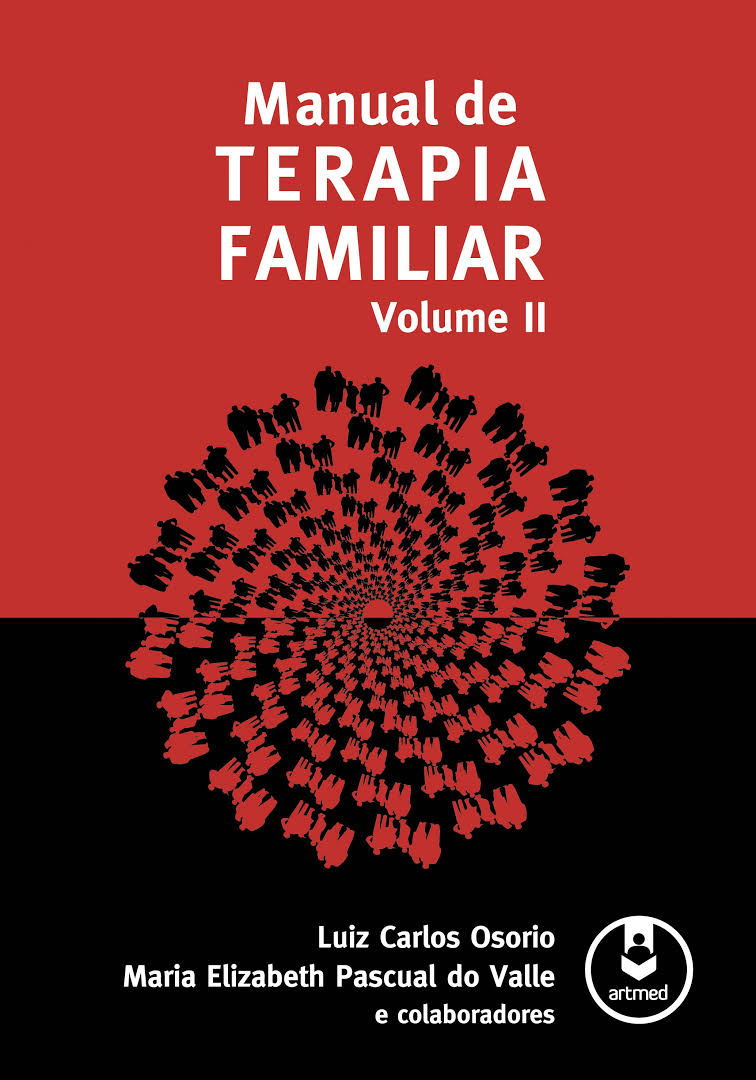 Manual de
TERAPIA
FAMILIAR
Volume II
Luiz Carlos Osorio
Maria Elizabeth Pascual do Valle
e colaboradores
artmed